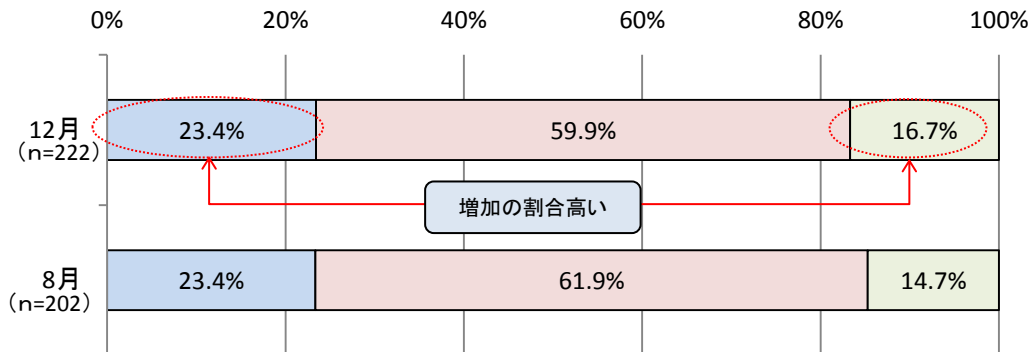 0% 20% 40% 60% 80% 100%
12月
（n=222）
23.4% 59.9% 16.7%
増加の割合高い
8月
（n=202）
23.4% 61.9% 14.7%